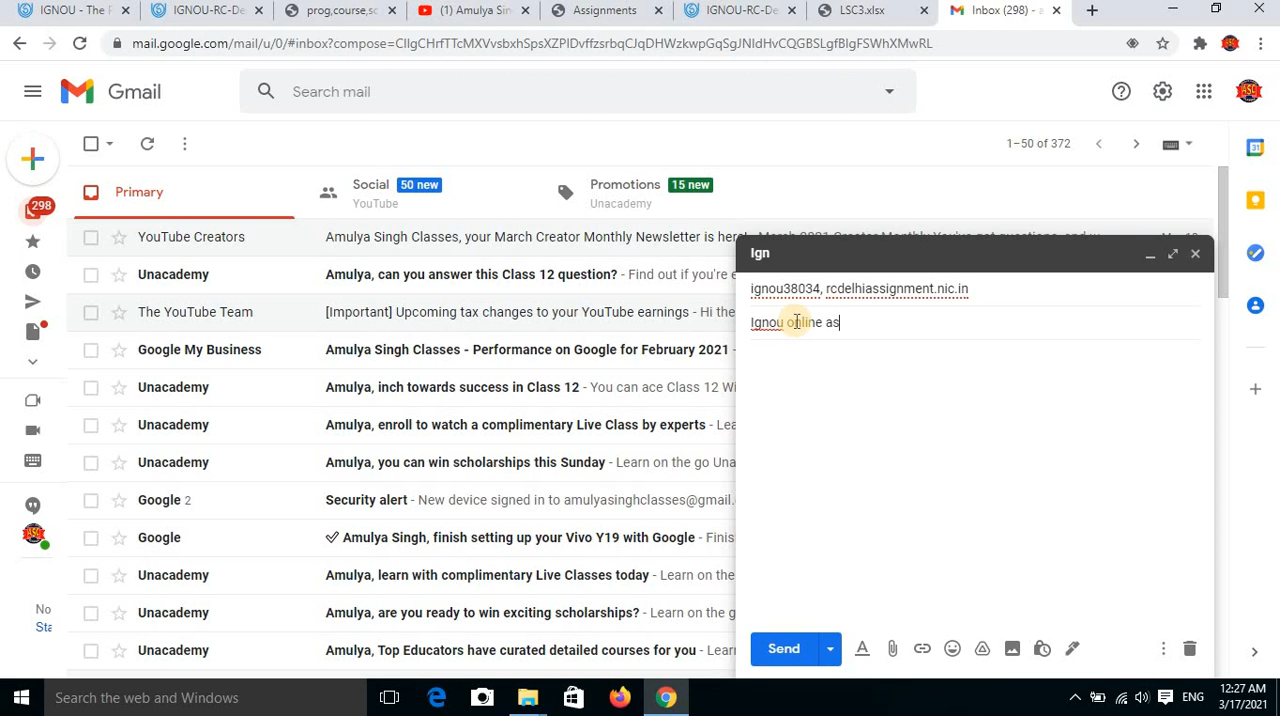 IGNOU - The P
IGNOU-RC-De
prog,course,sc
(1) Amulya Sin
Assignments
IGNOU-RC-De
LSC3.xlsx
Inbox (298) - a
mail.google.com/mail/u/0/#inbox?compose=CllgCHrfTTcMXVvsbxhSpsXZPlDvffzsrbqCJqDHWzkwpGqSgJNldHvCQGBSLgfBlgFSWhXMwRL
Gmail
Search mail
1–50 of 372
Primary
Social 50 new
YouTube
Promotions 15 new
Unacademy
298
YouTube Creators Amulya Singh Classes, your March Creator Monthly Newsletter is here!
Unacademy Amulya, can you answer this Class 12 question? - Find out if you're e
The YouTube Team [Important] Upcoming tax changes to your YouTube earnings - Hi the
Google My Business Amulya Singh Classes - Performance on Google for February 2021 -
Unacademy Amulya, inch towards success in Class 12 - You can ace Class 12 Wi
Unacademy Amulya, enroll to watch a complimentary Live Class by experts - Lea
Unacademy Amulya, you can win scholarships this Sunday - Learn on the go Una
Google 2 Security alert - New device signed in to amulyasinghclasses@gmail.
Google Amulya Singh, finish setting up your Vivo Y19 with Google - Finis
Unacademy Amulya, learn with complimentary Live Classes today - Learn on the
Unacademy Amulya, are you ready to win exciting scholarships? - Learn on the g
Unacademy Amulya, Top Educators have curated detailed courses for you - Learn
No
Sta
Ign
ignou38034, rcdelhiassignment.nic.in
Ignou online as
Send
31
Search the web and Windows
ENG
12:27 AM
3/17/2021